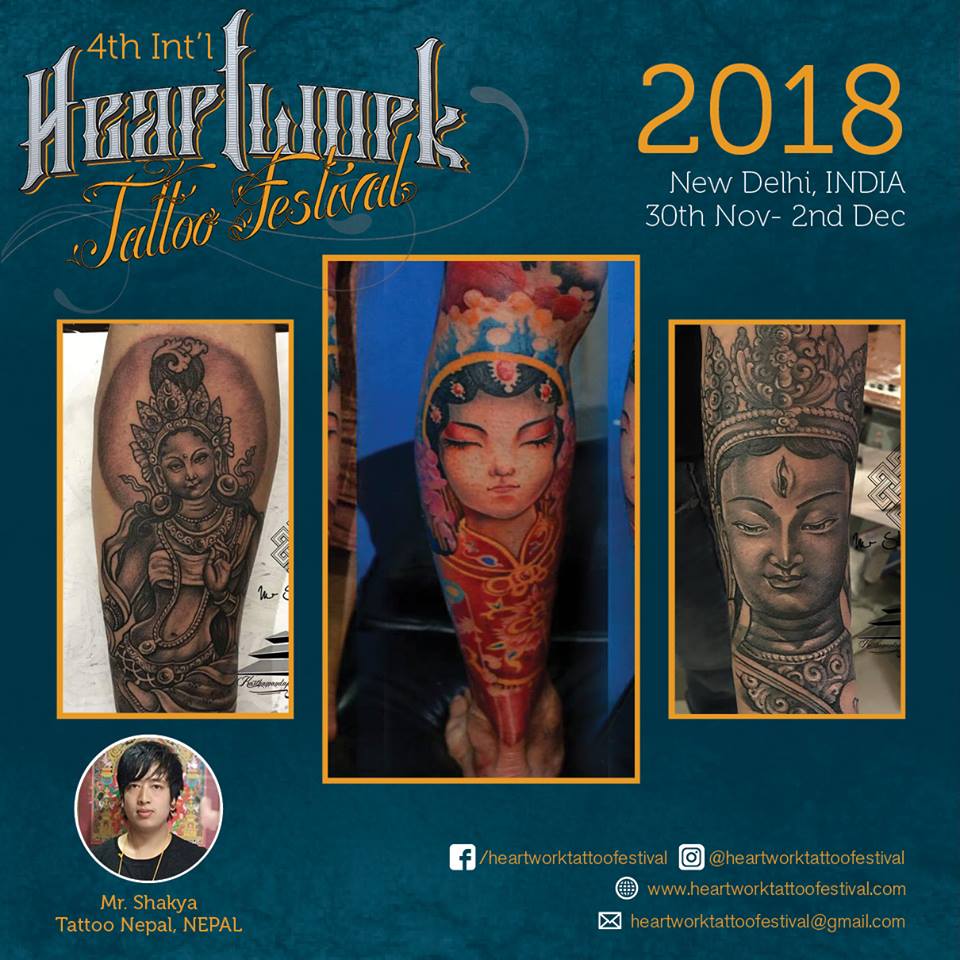 4th Int'l
Heartwork
Tattoo Festival
2018
New Delhi, INDIA
30th Nov- 2nd Dec
Mr. Shakya
Tattoo Nepal, NEPAL
/heartworktattoofestival
@heartworktattoofestival
www.heartworktattoofestival.com
heartworktattoofestival@gmail.com